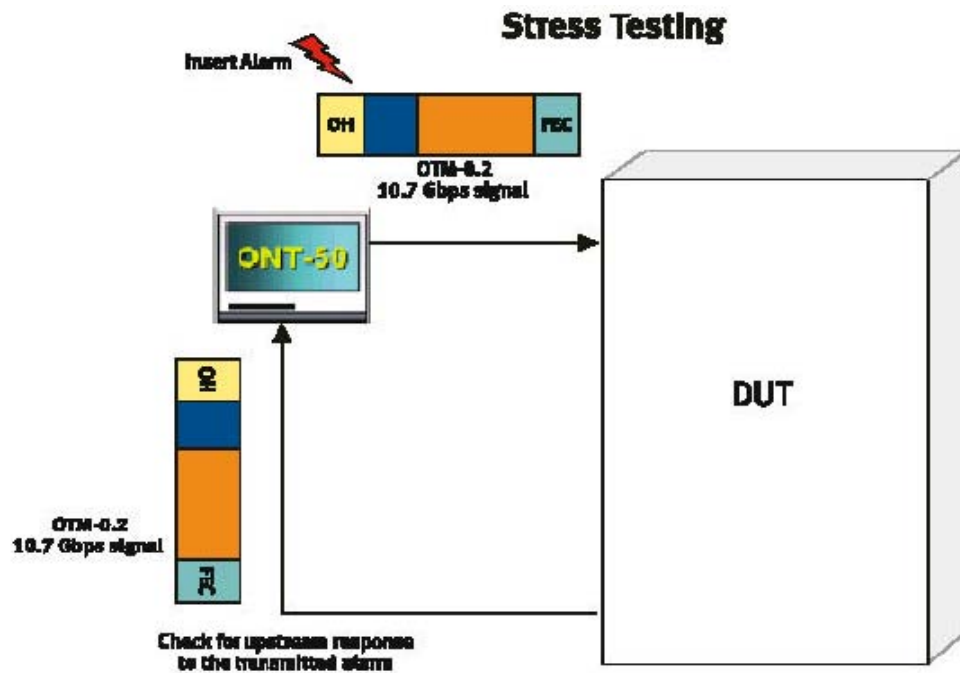 Stress Testing
Insert Alarm
OH
FEC
OTM-0.2
10.7 Gbps signal
ONT-50
DUT
OH
OTM-0.2
10.7 Gbps signal
FEC
Check for upstream response
to the transmitted alarm